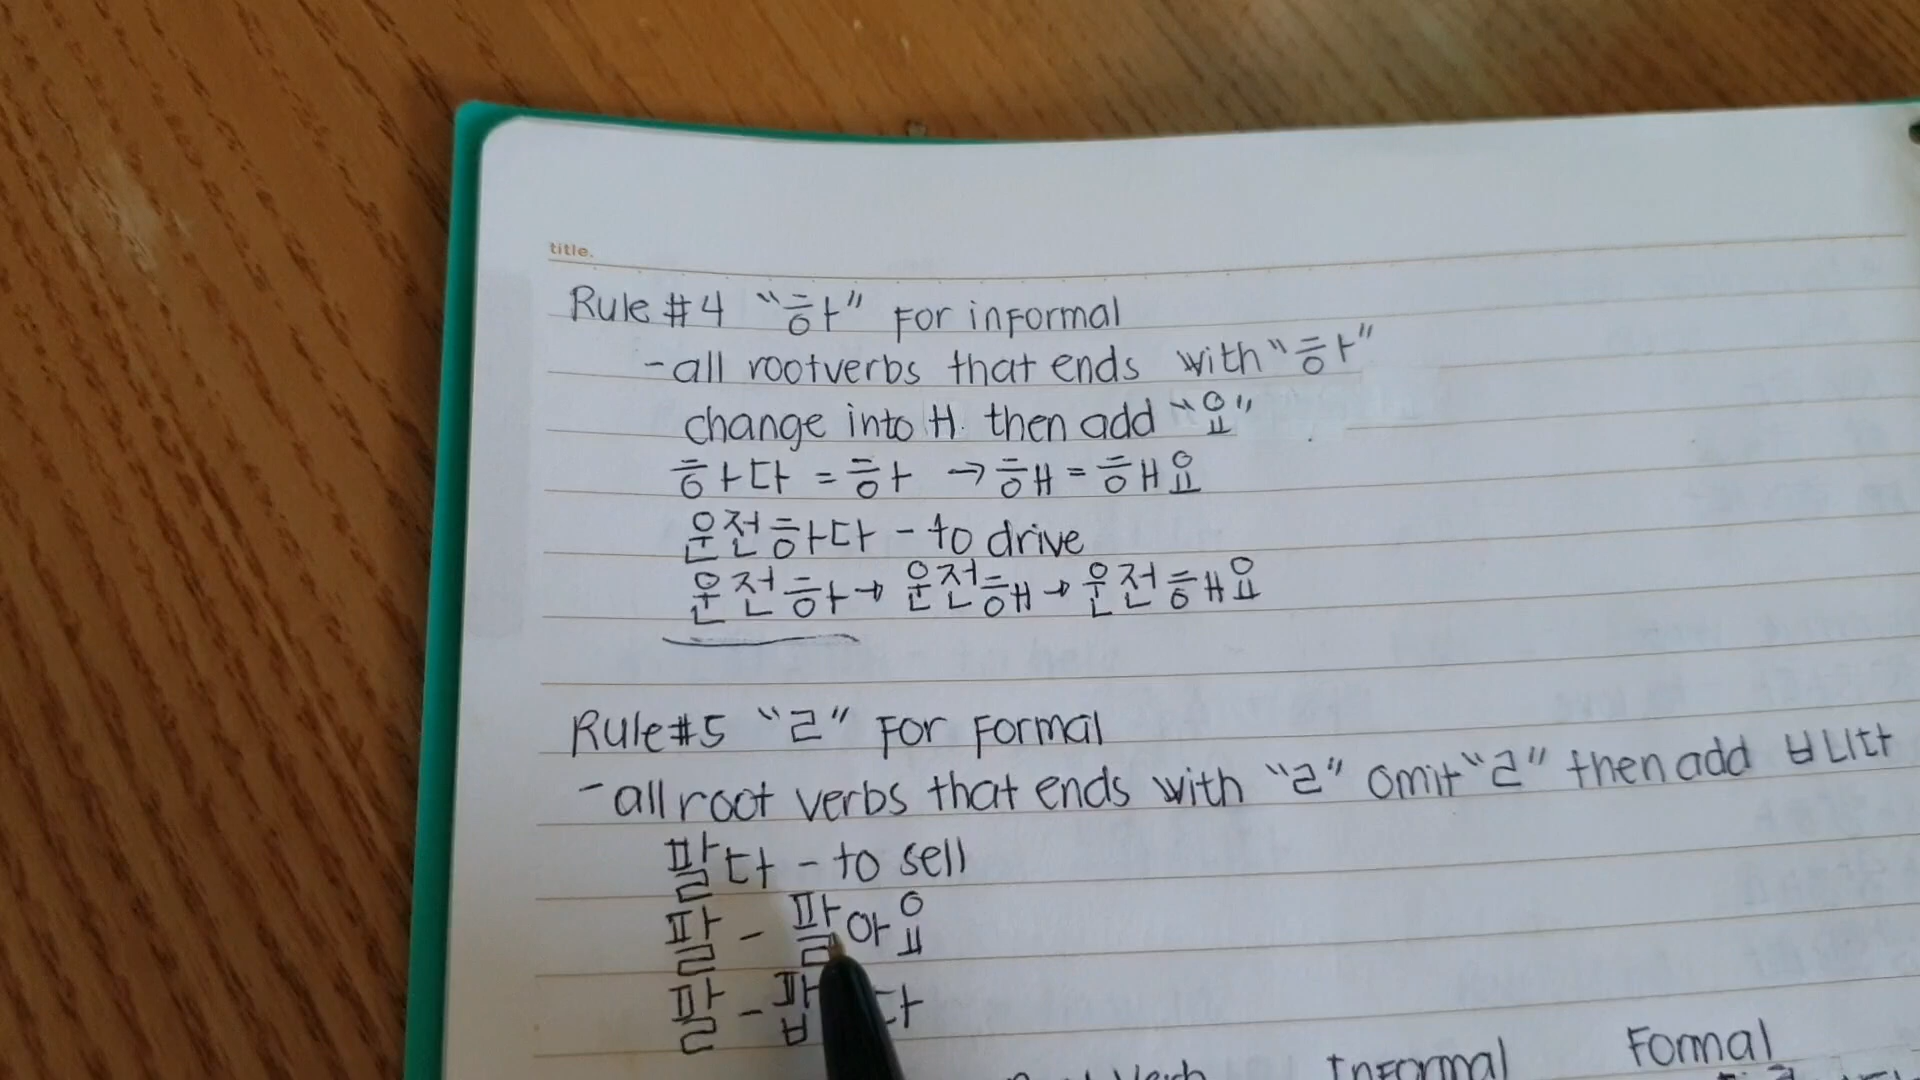 title.
Rule #4 "하" For informal
-all rootverbs that ends with "하"
change into ㅐ. then add "요"
하다 = 하 → 해 = 해요
운전하다 - to drive
운전하 → 운전해 → 운전해요
Rule #5 "ㄹ" For Formal
-all root verbs that ends with "ㄹ" omit "ㄹ" then add ㅂ니다
팔다 - to sell
팔 - 팔아요
팔 - 팝 다
Informal Formal